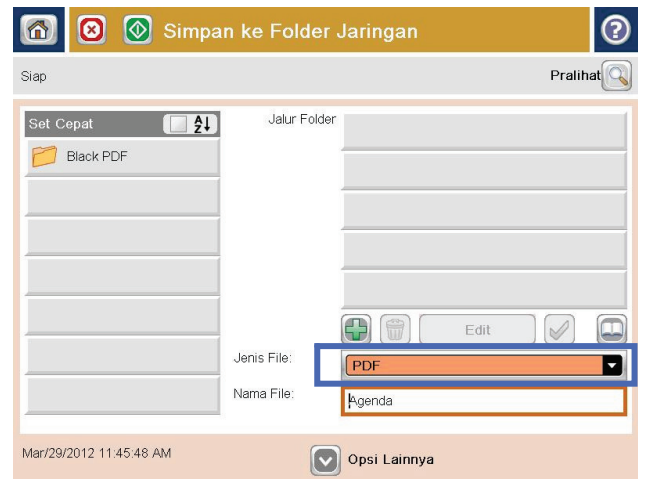 Simpan ke Folder Jaringan
Siap
Pralihat
Set Cepat
Jalur Folder
Black PDF
Edit
Jenis File:
PDF
Nama File:
Agenda
Mar/29/2012 11:45:48 AM
Opsi Lainnya